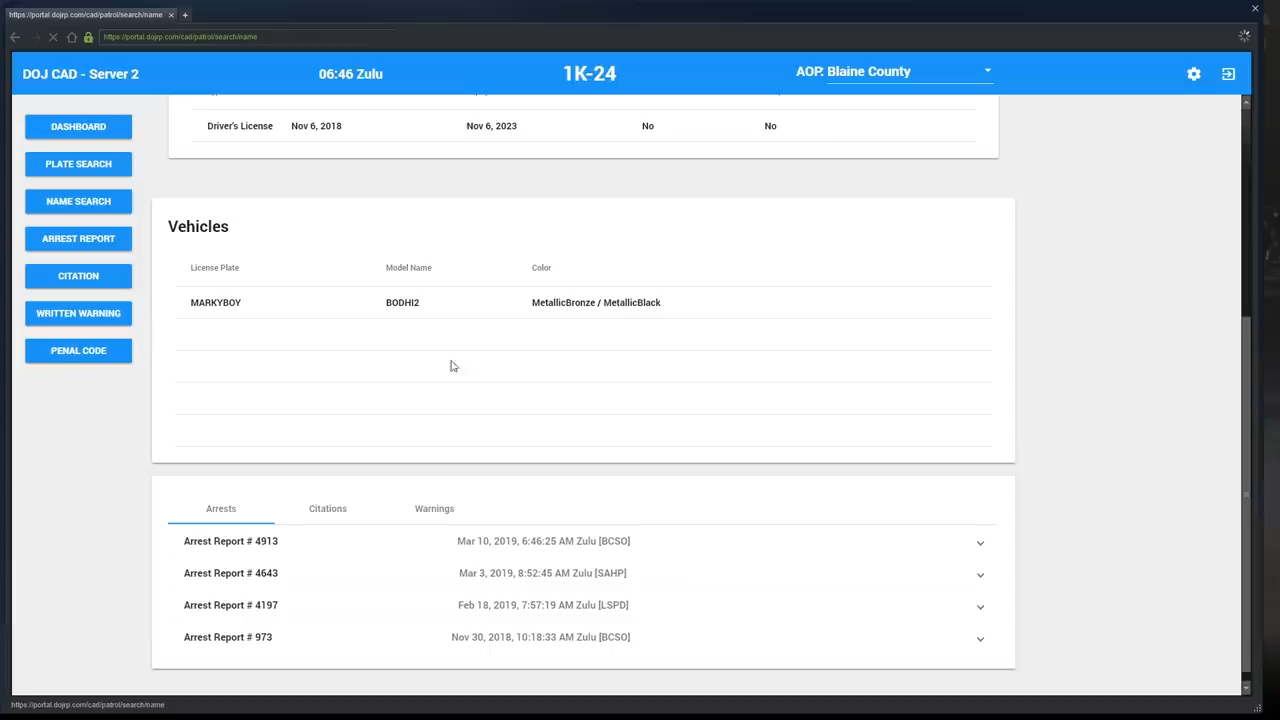 https://portal.dojrp.com/cad/patrol/search/name
https://portal.dojrp.com/cad/patrol/search/name
DOJ CAD - Server 2 06:46 Zulu 1K-24 AOP: Blaine County
DASHBOARD
PLATE SEARCH
NAME SEARCH
ARREST REPORT
CITATION
WRITTEN WARNING
PENAL CODE
Driver's License Nov 6, 2018 Nov 6, 2023 No No
Vehicles
License Plate Model Name Color
MARKYBOY BODHI2 MetallicBronze / MetallicBlack
Arrests Citations Warnings
Arrest Report # 4913 Mar 10, 2019, 6:46:25 AM Zulu [BCSO]
Arrest Report # 4643 Mar 3, 2019, 8:52:45 AM Zulu [SAHP]
Arrest Report # 4197 Feb 18, 2019, 7:57:19 AM Zulu [LSPD]
Arrest Report # 973 Nov 30, 2018, 10:18:33 AM Zulu [BCSO]
https://portal.dojrp.com/cad/patrol/search/name